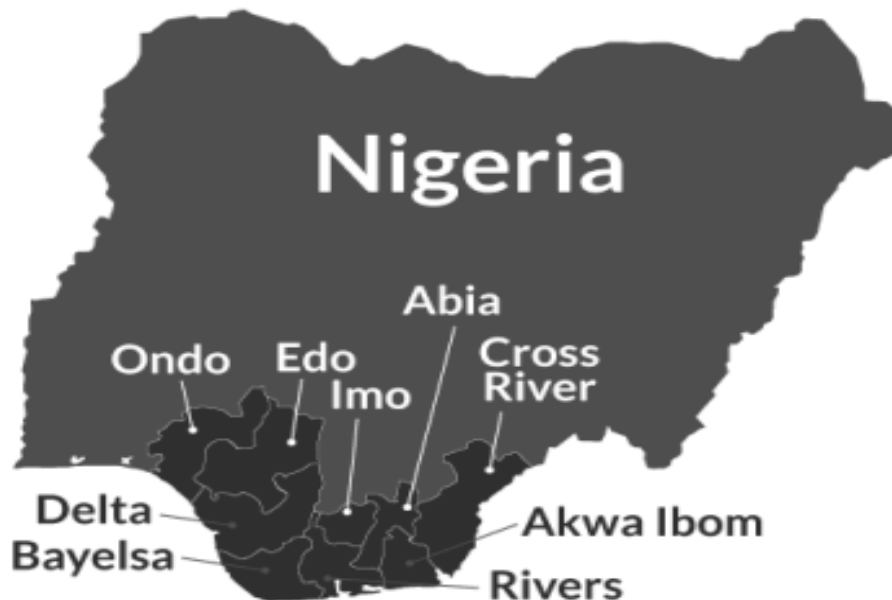 Nigeria
Abia
Ondo
Edo
Imo
Cross
River
Delta
Bayelsa
Akwa Ibom
Rivers